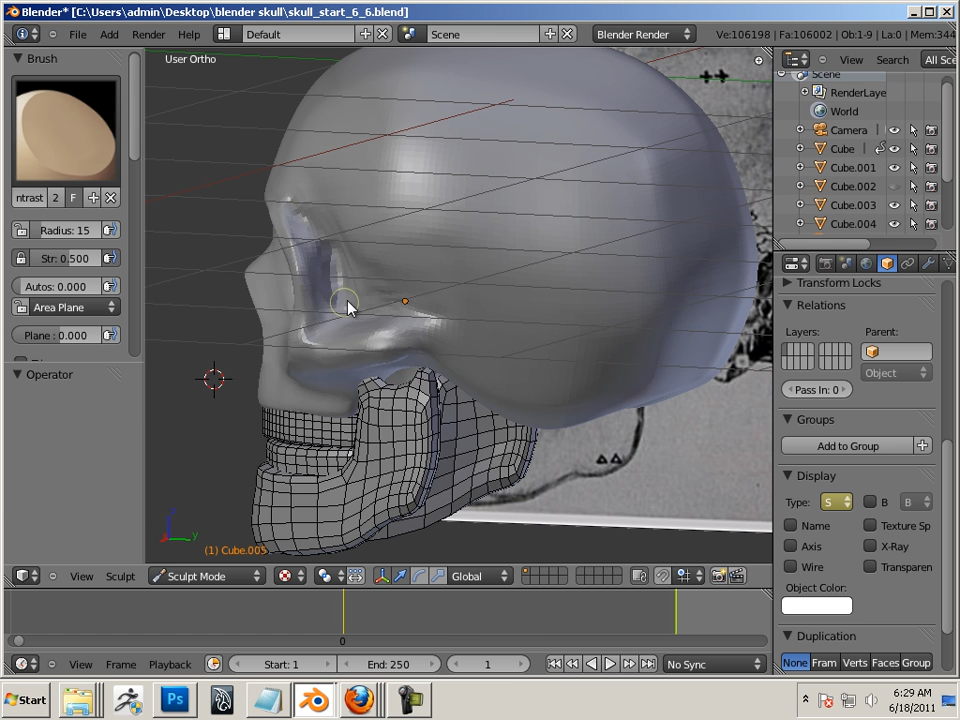 Blender* [C:\Users\admin\Desktop\blender skull\skull_start_6_6.blend]
File Add Render Help Default Scene Blender Render Ve:106198 | Fa:106002 | Ob:1-9 | La:0 | Mem:344
Brush
User Ortho
View Search All Sce
Scene
RenderLaye
World
Camera
Cube
Cube.001
Cube.002
Cube.003
Cube.004
ntrast 2 F
Radius: 15
Str: 0.500
Autos: 0.000
Area Plane
Plane: 0.000
Operator
Transform Locks
Relations
Layers: Parent:
Object
Pass In: 0
Groups
Add to Group
Display
Type: S B B
Name Texture Sp
Axis X-Ray
Wire Transparen
Object Color:
Duplication
None Fram Verts Faces Group
(1) Cube.005
z
x y
View Sculpt Sculpt Mode Global
0
View Frame Playback Start: 1 End: 250 1 No Sync
Start Ps 6:29 AM
6/18/2011